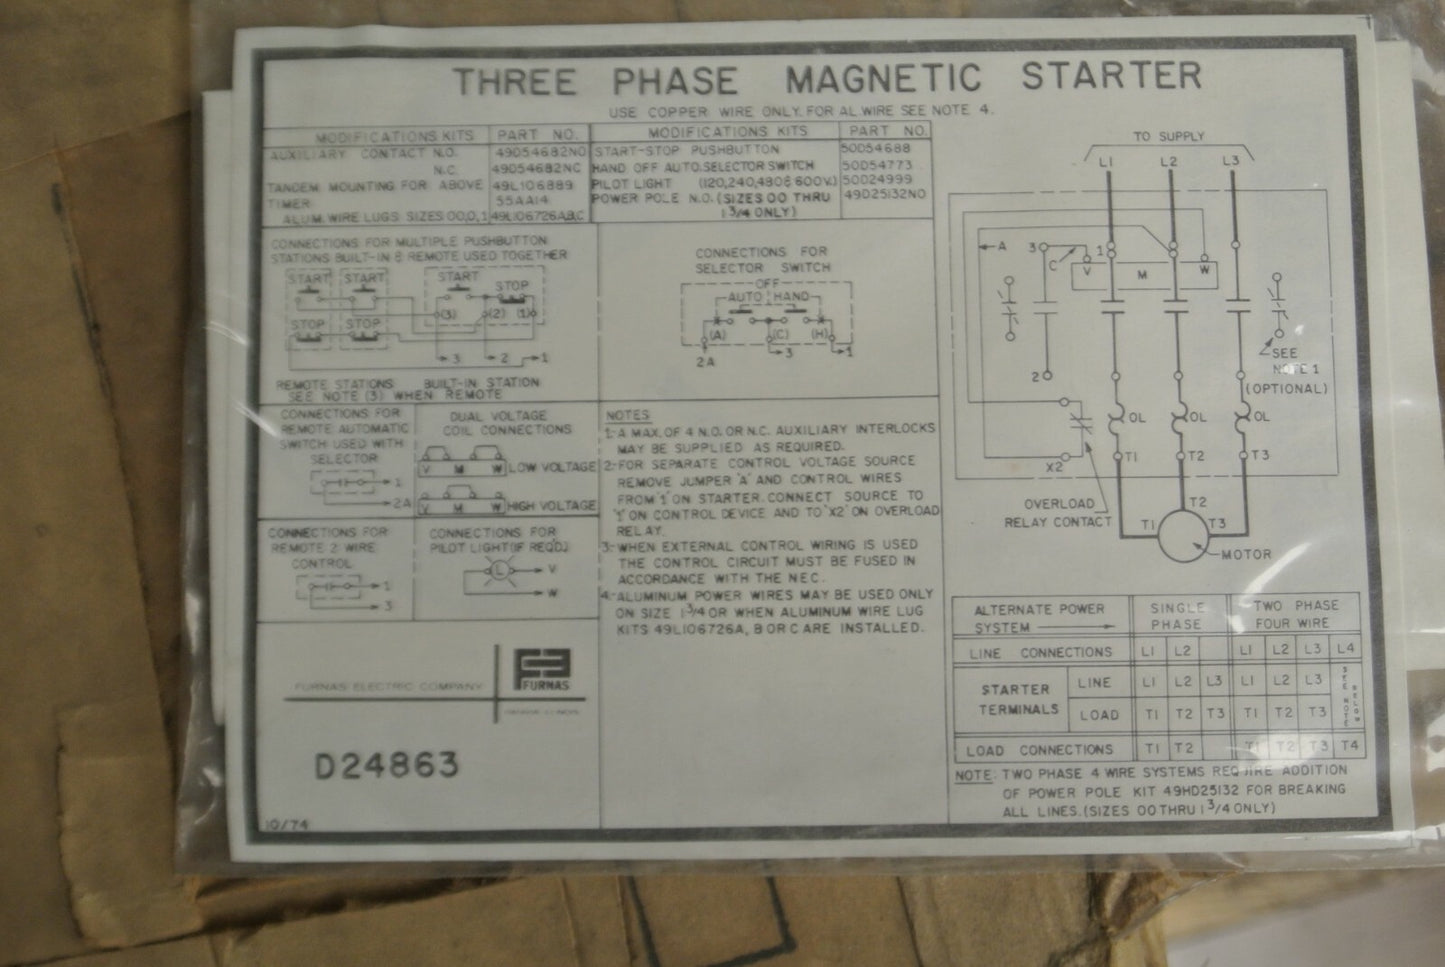 THREE PHASE MAGNETIC STARTER
USE COPPER WIRE ONLY. FOR AL WIRE SEE NOTE 4.
MODIFICATIONS KITS PART NO.
AUXILIARY CONTACT N.O. 49D54682NO
N.C. 49D54682NC
TANDEM MOUNTING FOR ABOVE 49L106889
TIMER 55AA14
ALUM. WIRE LUGS SIZES 00,0,1 49L106726A,B,C
MODIFICATIONS KITS PART NO.
START-STOP PUSHBUTTON 50D54688
HAND OFF AUTO. SELECTOR SWITCH 50D54773
PILOT LIGHT (120,240,480 & 600V.) 50D24999
POWER POLE N.O. (SIZES 00 THRU 49D25132NO
1 3/4 ONLY)
CONNECTIONS FOR MULTIPLE PUSHBUTTON
STATIONS BUILT-IN & REMOTE USED TOGETHER
START START START STOP
(3) (2) (1)
STOP STOP
3 2 1
REMOTE STATIONS BUILT-IN STATION
SEE NOTE (3) WHEN REMOTE
CONNECTIONS FOR
SELECTOR SWITCH
OFF
AUTO HAND
(A) (C) (H)
2A 3 1
CONNECTIONS FOR
REMOTE AUTOMATIC
SWITCH USED WITH
SELECTOR
1
2A
DUAL VOLTAGE
COIL CONNECTIONS
V M W LOW VOLTAGE
V M W HIGH VOLTAGE
CONNECTIONS FOR
REMOTE 2 WIRE
CONTROL
1
3
CONNECTIONS FOR
PILOT LIGHT (IF REQ'D.)
L V
W
NOTES
1.- A MAX. OF 4 N.O. OR N.C. AUXILIARY INTERLOCKS
MAY BE SUPPLIED AS REQUIRED.
2.- FOR SEPARATE CONTROL VOLTAGE SOURCE
REMOVE JUMPER "A" AND CONTROL WIRES
FROM "1" ON STARTER. CONNECT SOURCE TO
"1" ON CONTROL DEVICE AND TO "X2" ON OVERLOAD
RELAY.
3.- WHEN EXTERNAL CONTROL WIRING IS USED
THE CONTROL CIRCUIT MUST BE FUSED IN
ACCORDANCE WITH THE N.E.C.
4.- ALUMINUM POWER WIRES MAY BE USED ONLY
ON SIZE 1 3/4 OR WHEN ALUMINUM WIRE LUG
KITS 49L106726A, B OR C ARE INSTALLED.
FURNAS ELECTRIC COMPANY
FURNAS
D24863
10/74
TO SUPPLY
L1 L2 L3
A 3 1
C V M W
2
SEE
NOTE 1
(OPTIONAL)
OL OL OL
X2 T1 T2 T3
OVERLOAD
RELAY CONTACT
T2
T1 T3
MOTOR
ALTERNATE POWER SINGLE TWO PHASE
SYSTEM PHASE FOUR WIRE
LINE CONNECTIONS L1 L2 L1 L2 L3 L4
STARTER TERMINALS LINE L1 L2 L3 L1 L2 L3 SEE NOTE BELOW
LOAD T1 T2 T3 T1 T2 T3
LOAD CONNECTIONS T1 T2 T1 T2 T3 T4
NOTE: TWO PHASE 4 WIRE SYSTEMS REQUIRE ADDITION
OF POWER POLE KIT 49HD25132 FOR BREAKING
ALL LINES. (SIZES 00 THRU 1 3/4 ONLY)